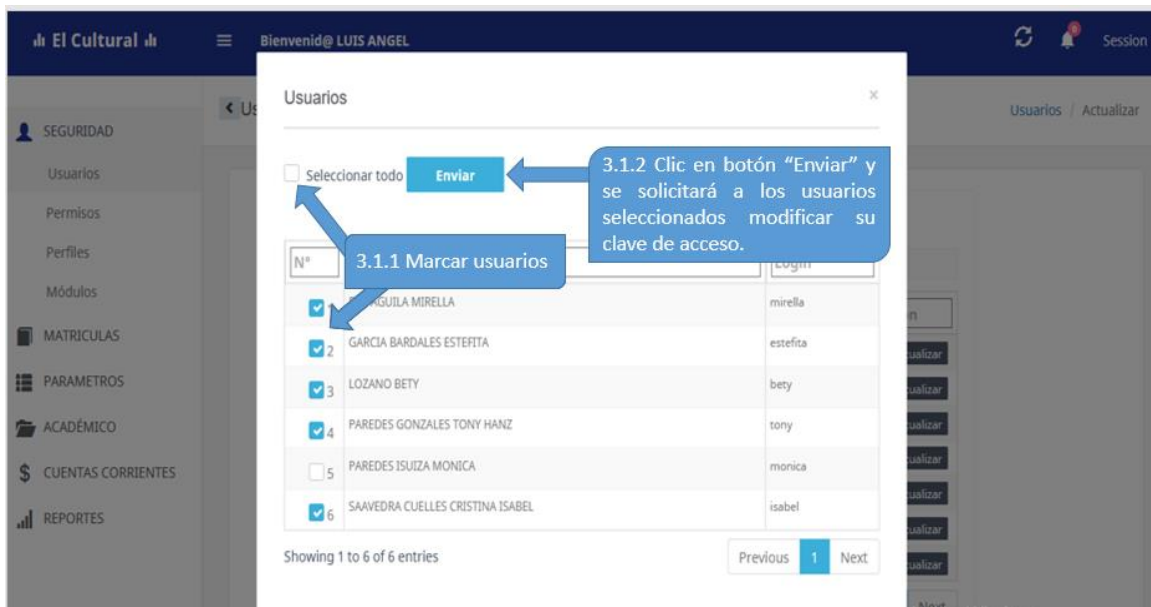 El Cultural
Bienvenid@ LUIS ANGEL
0
Session
Usuarios
×
Usuarios / Actualizar
SEGURIDAD
Usuarios
Permisos
Perfiles
Módulos
MATRICULAS
PARAMETROS
ACADÉMICO
CUENTAS CORRIENTES
REPORTES
Seleccionar todo
Enviar
3.1.2 Clic en botón “Enviar” y
se solicitará a los usuarios
seleccionados modificar su
clave de acceso.
3.1.1 Marcar usuarios
N°
Login
AGUILA MIRELLA
mirella
2 GARCIA BARDALES ESTEFITA
estefita
3 LOZANO BETY
bety
4 PAREDES GONZALES TONY HANZ
tony
5 PAREDES ISUIZA MONICA
monica
6 SAAVEDRA CUELLES CRISTINA ISABEL
isabel
Showing 1 to 6 of 6 entries
Previous 1 Next
Next